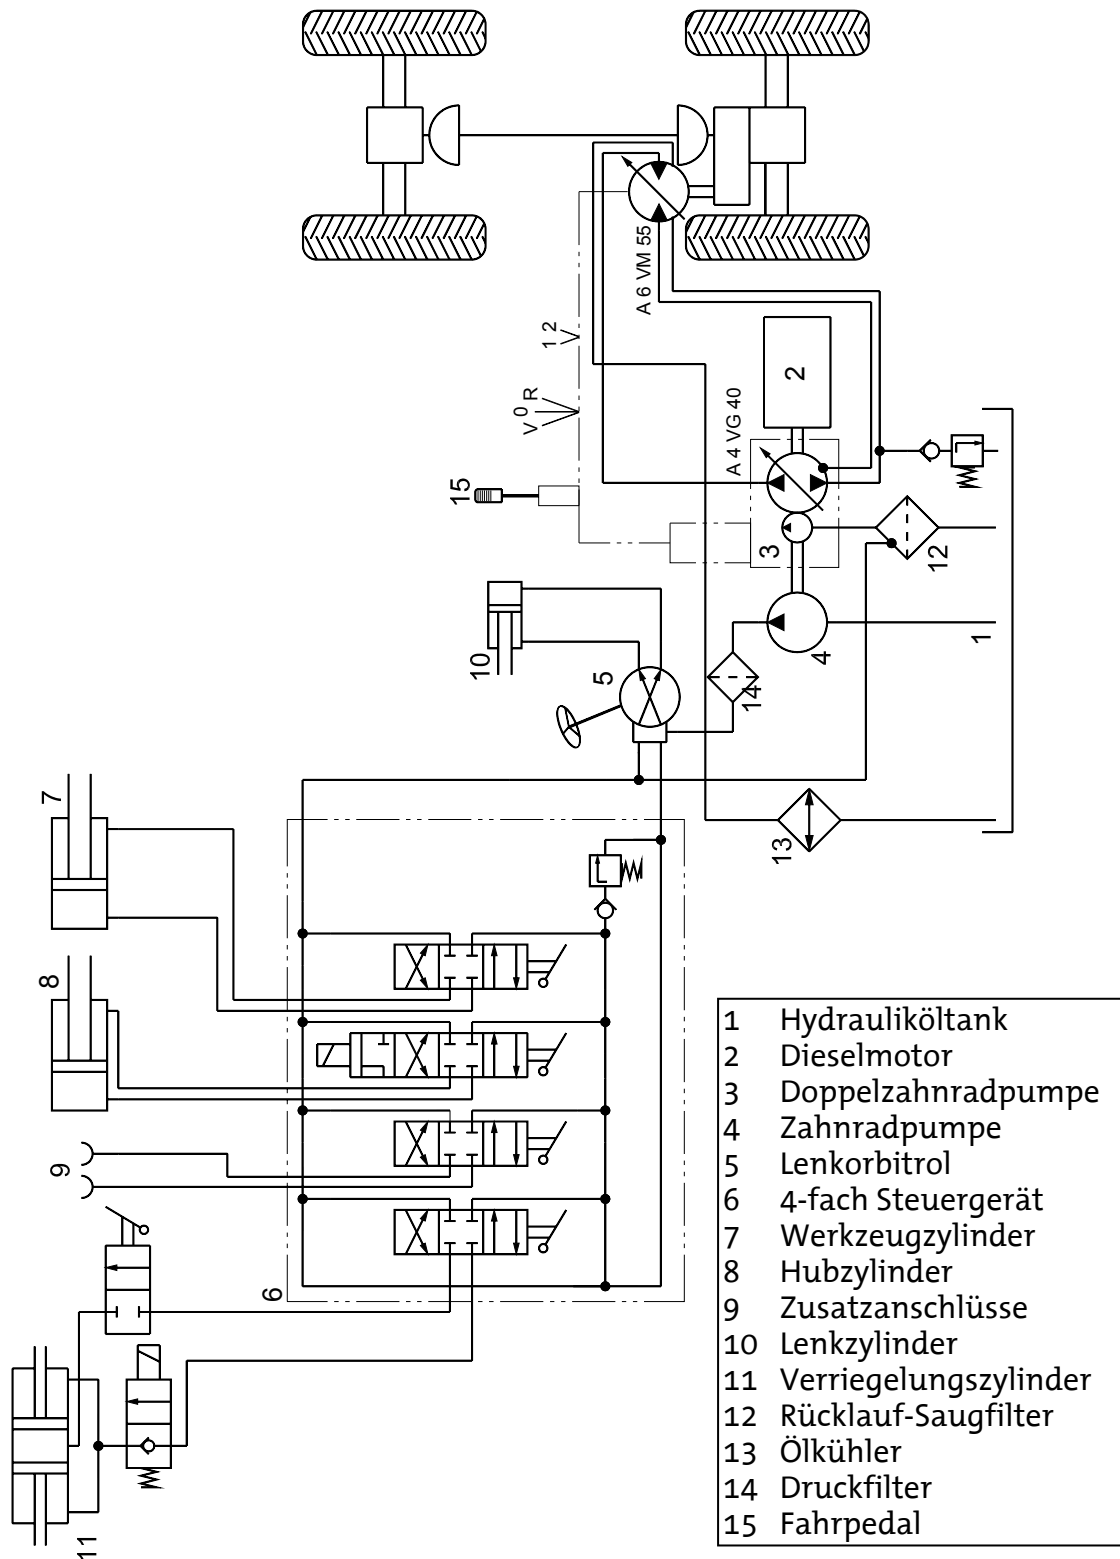 A 6 VM 55
1 2
V
V 0 R
A 4 VG 40
2
15
3
12
10
5
4
1
14
7
13
8
9
6
11
1 Hydrauliköltank
2 Dieselmotor
3 Doppelzahnradpumpe
4 Zahnradpumpe
5 Lenkorbitrol
6 4-fach Steuergerät
7 Werkzeugzylinder
8 Hubzylinder
9 Zusatzanschlüsse
10 Lenkzylinder
11 Verriegelungszylinder
12 Rücklauf-Saugfilter
13 Ölkühler
14 Druckfilter
15 Fahrpedal